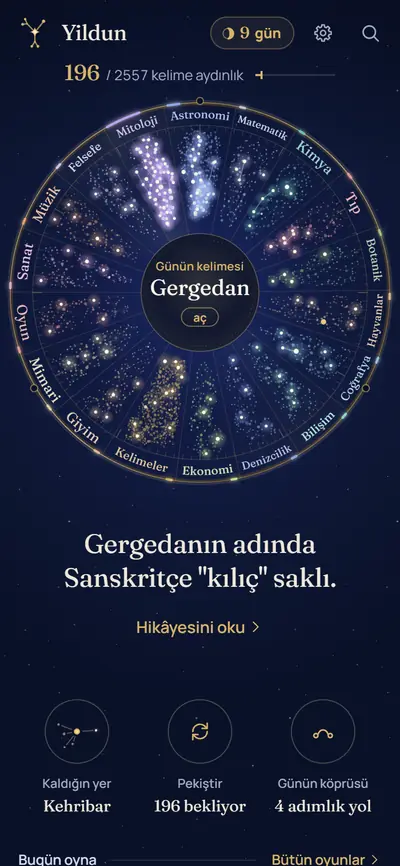 Yildun
9 gün
196 / 2557 kelime aydınlık
Astronomi
Matematik
Kimya
Tıp
Botanik
Hayvanlar
Coğrafya
Bilişim
Denizcilik
Ekonomi
Kelimeler
Giyim
Mimari
Oyun
Sanat
Müzik
Felsefe
Mitoloji
Günün kelimesi
Gergedan
aç
Gergedanın adında
Sanskritçe "kılıç" saklı.
Hikâyesini oku
Kaldığın yer
Kehribar
Pekiştir
196 bekliyor
Günün köprüsü
4 adımlık yol
Bugün oyna
Bütün oyunlar